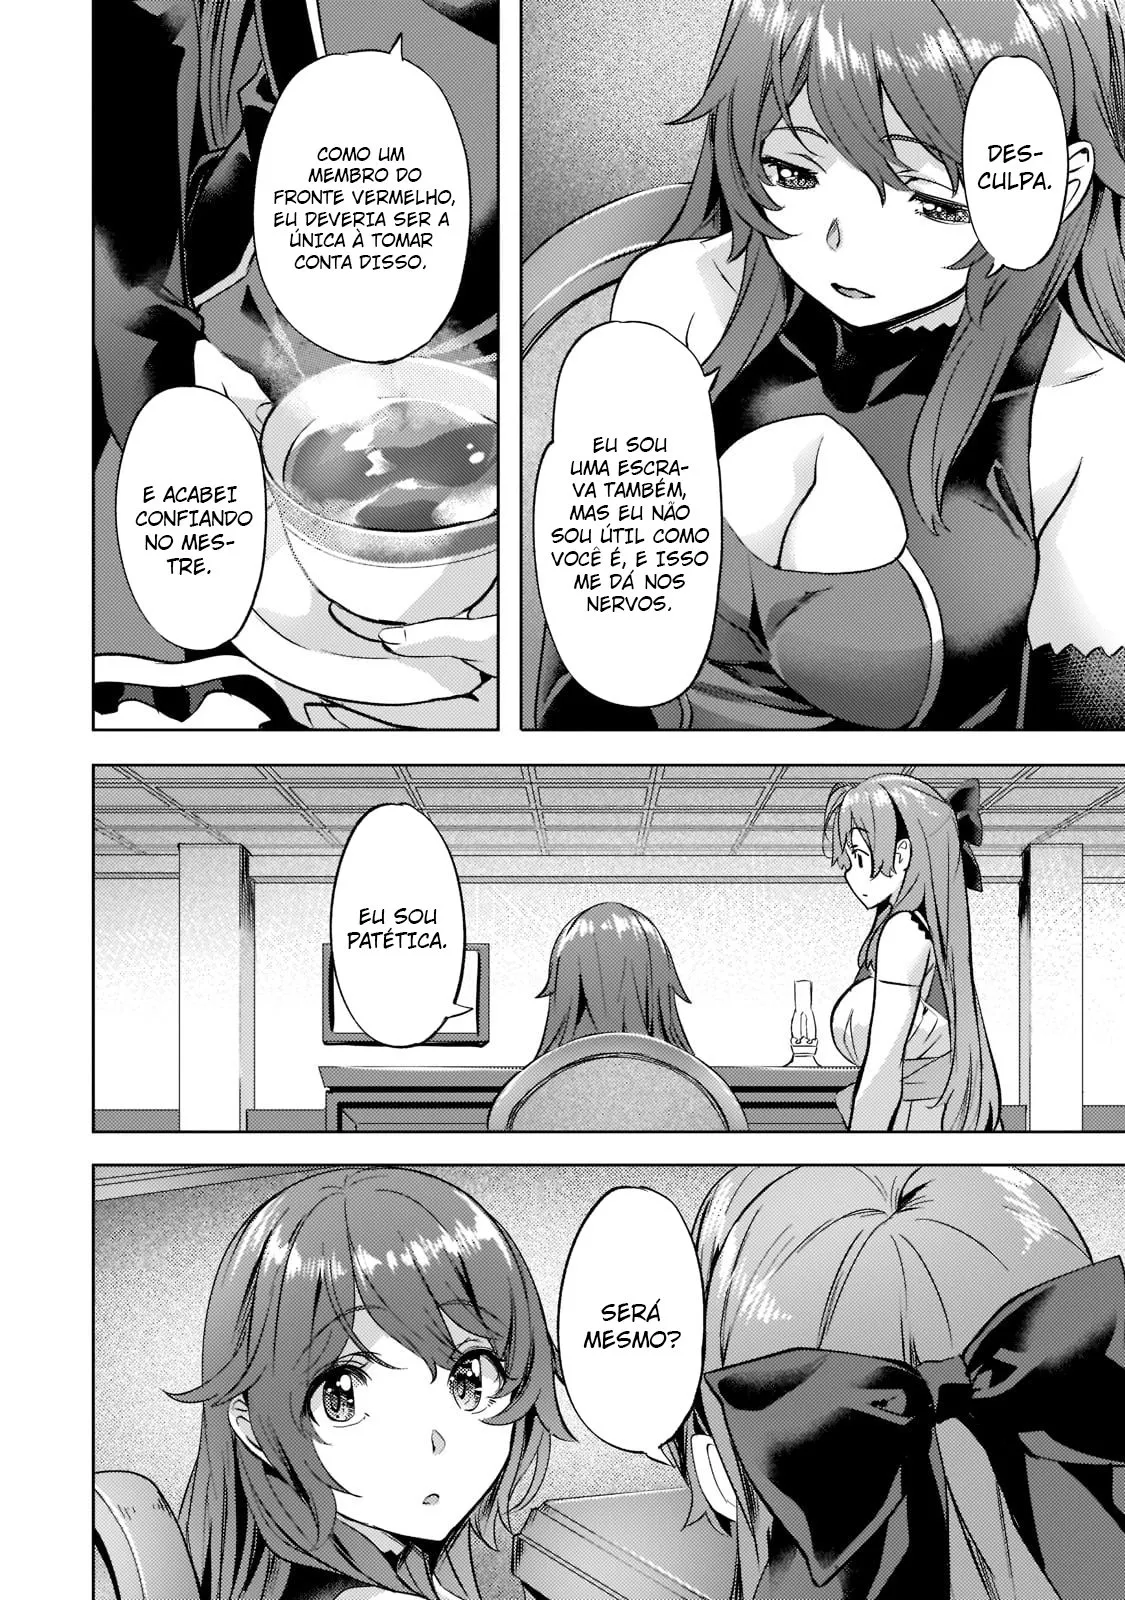 DES-
CULPA.
EU SOU
UMA ESCRA-
VA TAMBÉM,
MAS EU NÃO
SOU ÚTIL COMO
VOCÊ É, E ISSO
ME DÁ NOS
NERVOS.
COMO UM
MEMBRO DO
FRONTE VERMELHO,
EU DEVERIA SER A
ÚNICA À TOMAR
CONTA DISSO.
E ACABEI
CONFIANDO
NO MES-
TRE.
EU SOU
PATÉTICA.
SERÁ
MESMO?